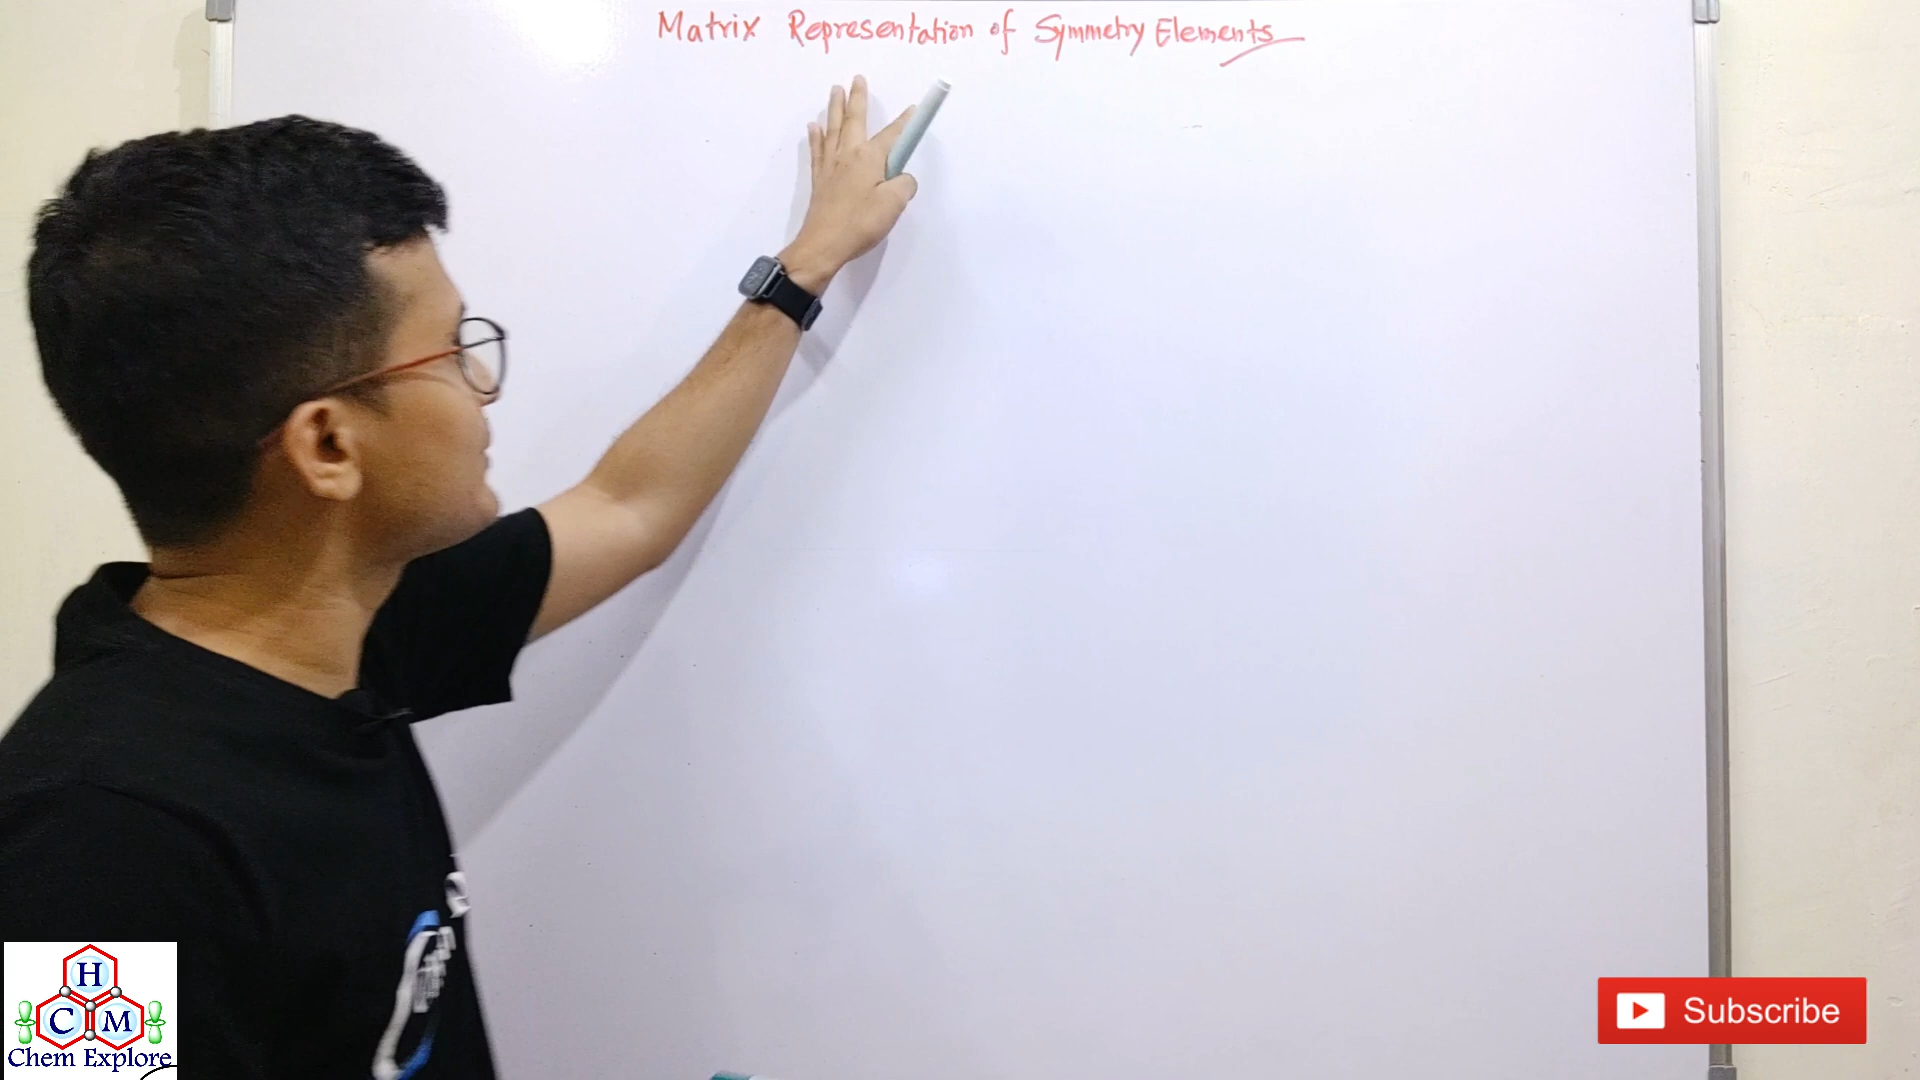 Matrix Representation of Symmetry Elements
H
C M
Chem Explore
Subscribe